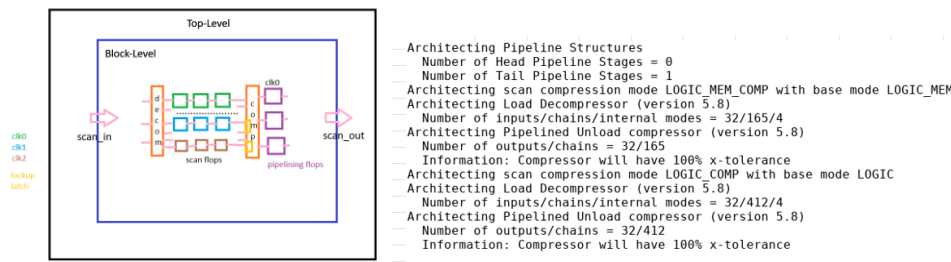 Top-Level
Block-Level
clk0
d
e
c
o
m
c
o
m
scan_in
scan_out
scan flops
pipelining flops
clk0
clk1
clk2
lockup
latch
Architecting Pipeline Structures
Number of Head Pipeline Stages = 0
Number of Tail Pipeline Stages = 1
Architecting scan compression mode LOGIC_MEM_COMP with base mode LOGIC_MEM
Architecting Load Decompressor (version 5.8)
Number of inputs/chains/internal modes = 32/165/4
Architecting Pipelined Unload compressor (version 5.8)
Number of outputs/chains = 32/165
Information: Compressor will have 100% x-tolerance
Architecting scan compression mode LOGIC_COMP with base mode LOGIC
Architecting Load Decompressor (version 5.8)
Number of inputs/chains/internal modes = 32/412/4
Architecting Pipelined Unload compressor (version 5.8)
Number of outputs/chains = 32/412
Information: Compressor will have 100% x-tolerance